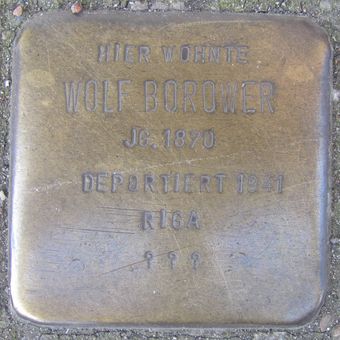 HIER WOHNTE
WOLF BOROWER
JG. 1870
DEPORTIERT 1941
RIGA
? ? ?